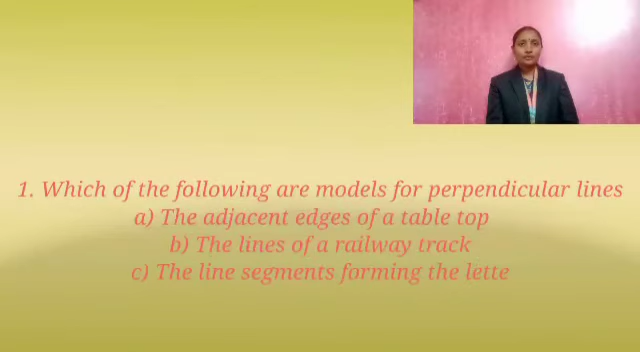 1. Which of the following are models for perpendicular lines
a) The adjacent edges of a table top
b) The lines of a railway track
c) The line segments forming the lette